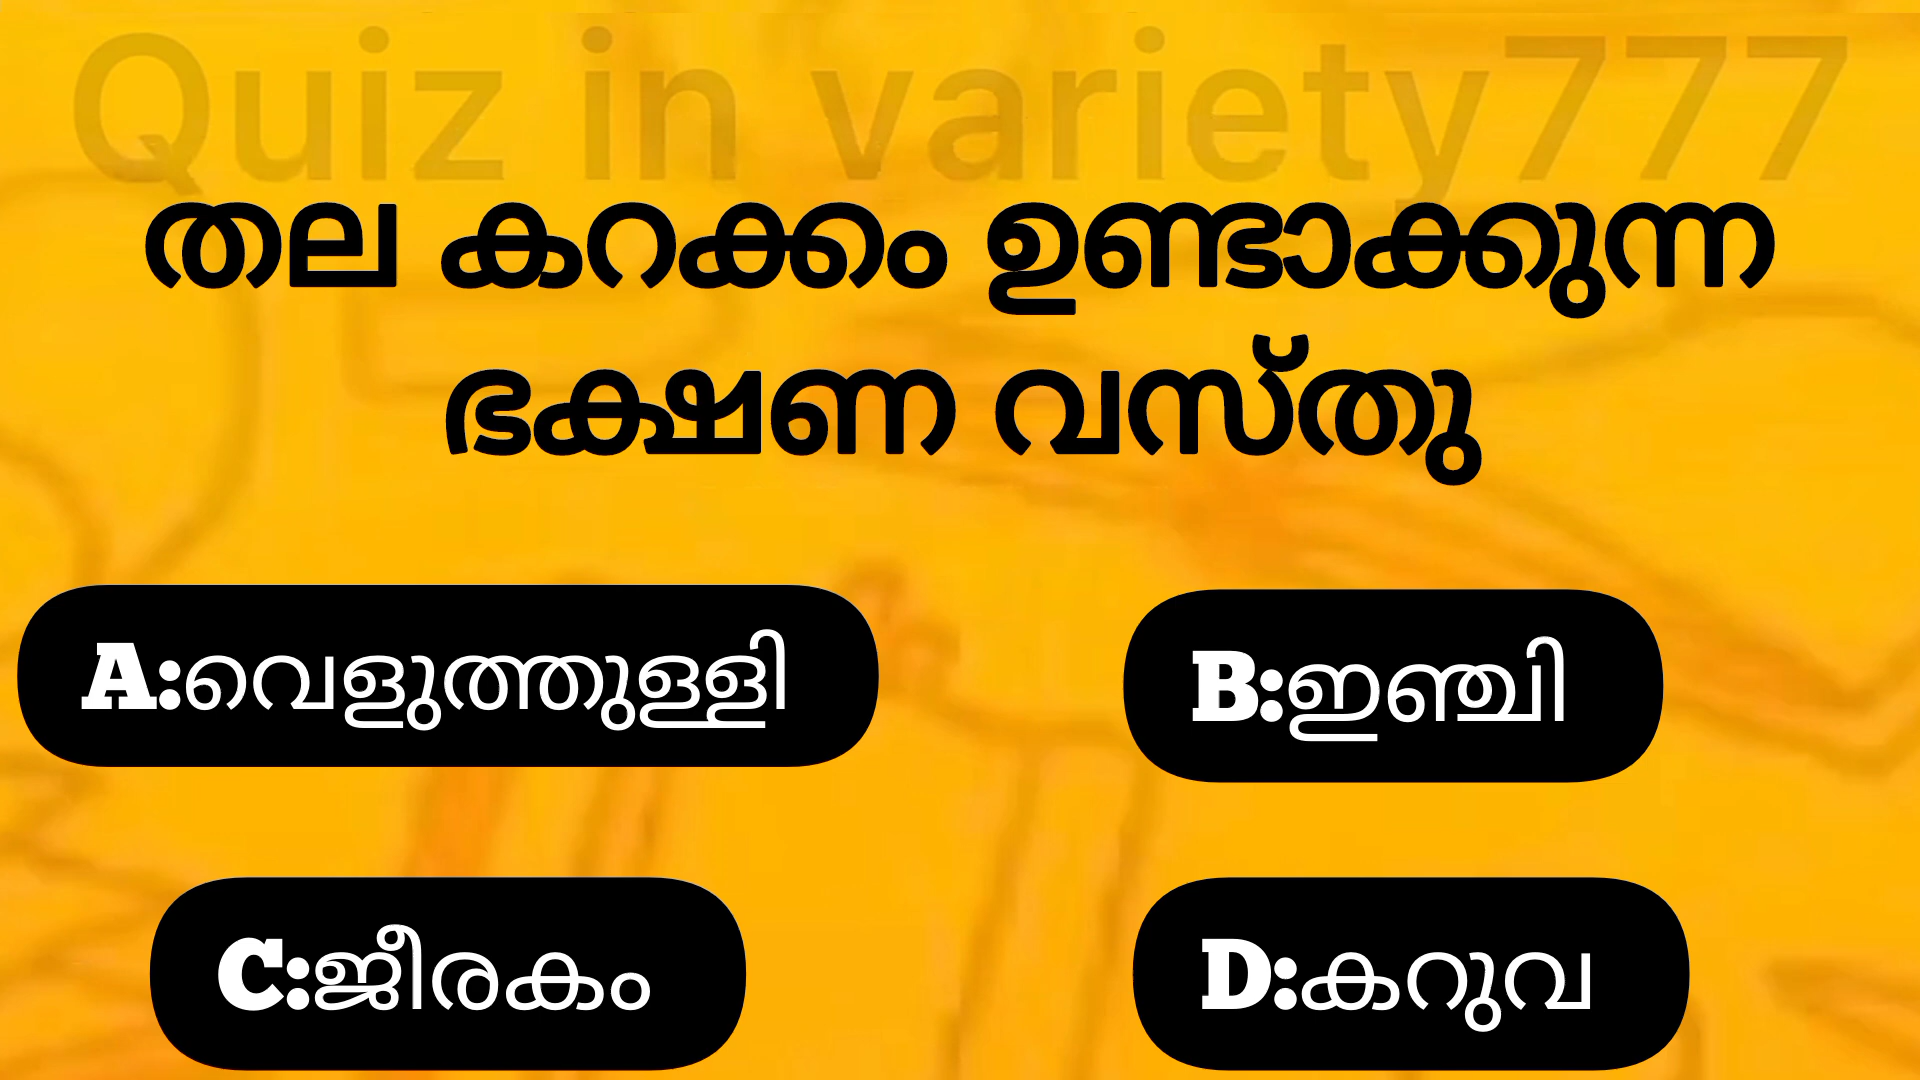 Quiz in variety777
തല കറക്കം ഉണ്ടാക്കുന്ന
ഭക്ഷണ വസ്തു
A:വെളുത്തുള്ളി
B:ഇഞ്ചി
C:ജീരകം
D:കറുവ